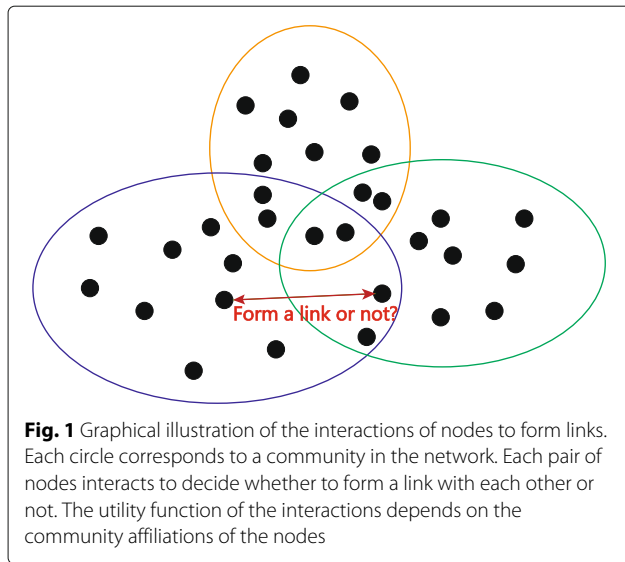 Form a link or not?
Fig. 1 Graphical illustration of the interactions of nodes to form links.
Each circle corresponds to a community in the network. Each pair of
nodes interacts to decide whether to form a link with each other or
not. The utility function of the interactions depends on the
community affiliations of the nodes